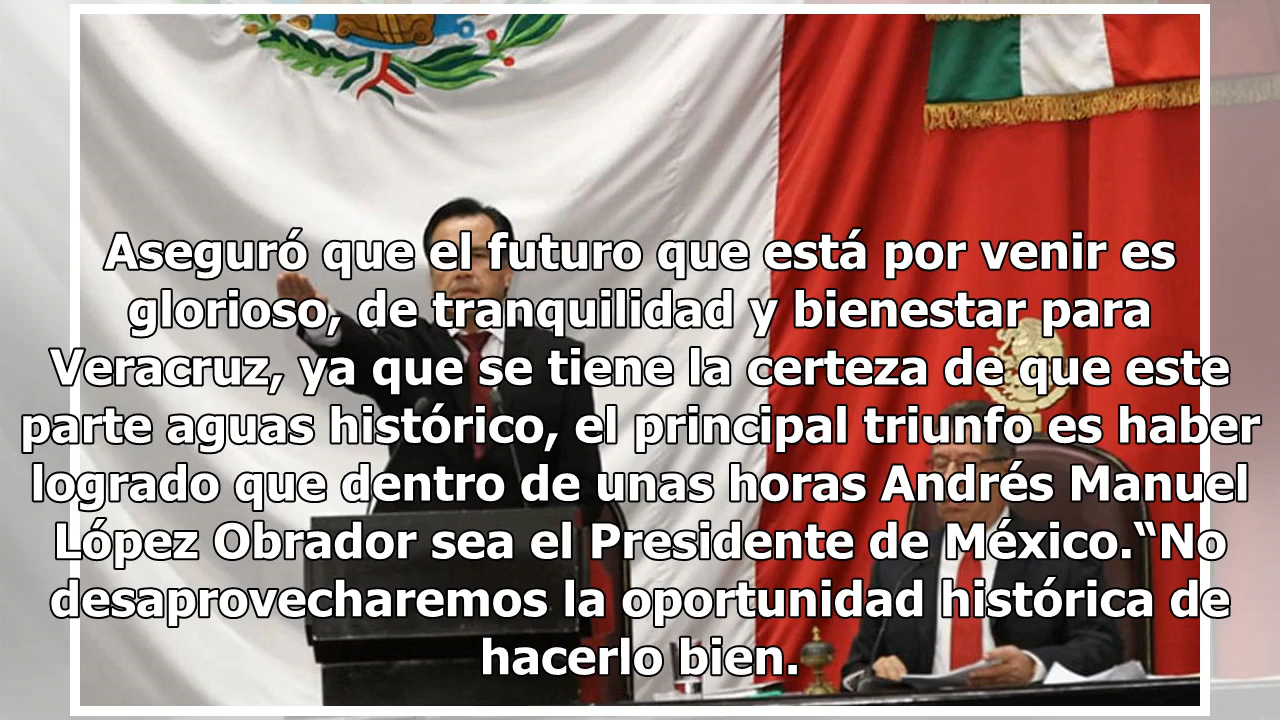 Aseguró que el futuro que está por venir es
glorioso, de tranquilidad y bienestar para
Veracruz, ya que se tiene la certeza de que este
parte aguas histórico, el principal triunfo es haber
logrado que dentro de unas horas Andrés Manuel
López Obrador sea el Presidente de México.“No
desaprovecharemos la oportunidad histórica de
hacerlo bien.